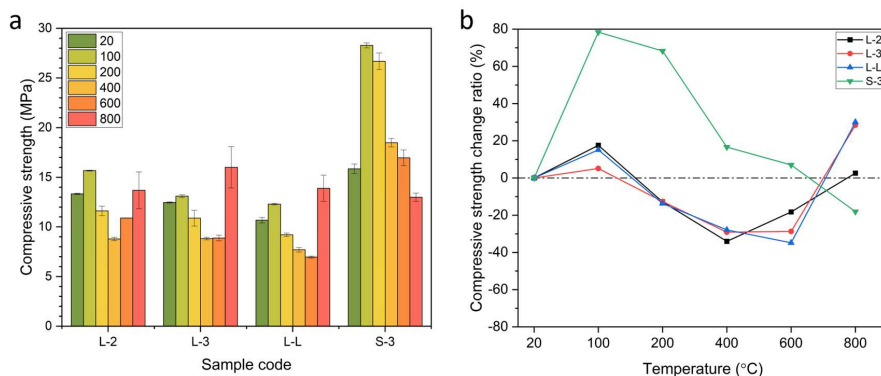 a
30
25
20
15
10
5
0
Compressive strength (MPa)
20
100
200
400
600
800
L-2 L-3 L-L S-3
Sample code
b
80
60
40
20
0
-20
-40
-60
-80
Compressive strength change ratio (%)
L-2
L-3
L-L
S-3
20 100 200 400 600 800
Temperature (°C)